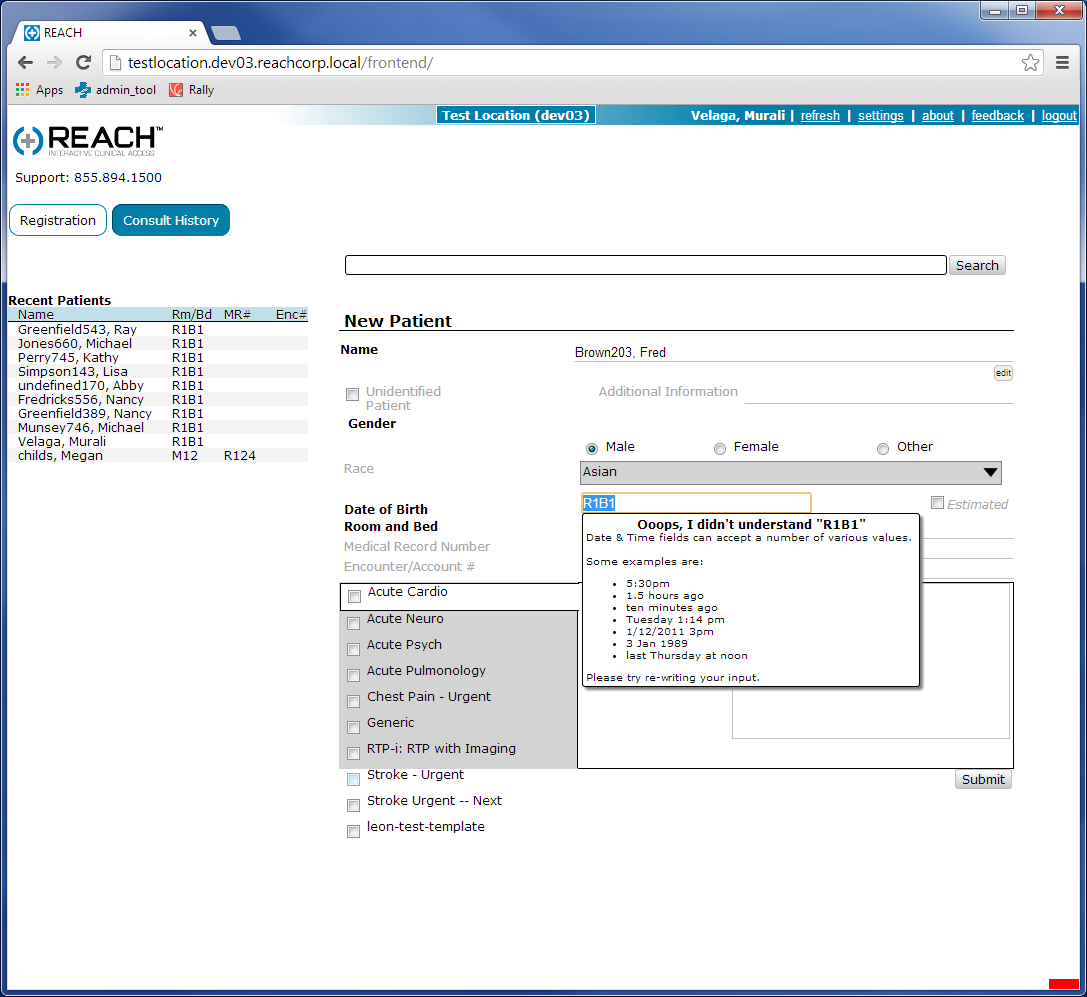 REACH
testlocation.dev03.reachcorp.local/frontend/
Apps admin_tool Rally
Test Location (dev03) Velaga, Murali | refresh | settings | about | feedback | logout
REACH™
INTERACTIVE CLINICAL ACCESS
Support: 855.894.1500
Registration Consult History
Search
Recent Patients
Name Rm/Bd MR# Enc#
Greenfield543, Ray R1B1
Jones660, Michael R1B1
Perry745, Kathy R1B1
Simpson143, Lisa R1B1
undefined170, Abby R1B1
Fredricks556, Nancy R1B1
Greenfield389, Nancy R1B1
Munsey746, Michael R1B1
Velaga, Murali R1B1
childs, Megan M12 R124
New Patient
Name Brown203, Fred
edit
Unidentified Patient Additional Information
Gender
Male Female Other
Race Asian
Date of Birth R1B1 Estimated
Room and Bed
Medical Record Number
Encounter/Account #
Ooops, I didn't understand "R1B1"
Date & Time fields can accept a number of various values.
Some examples are:
• 5:30pm
• 1.5 hours ago
• ten minutes ago
• Tuesday 1:14 pm
• 1/12/2011 3pm
• 3 Jan 1989
• last Thursday at noon
Please try re-writing your input.
Acute Cardio
Acute Neuro
Acute Psych
Acute Pulmonology
Chest Pain - Urgent
Generic
RTP-i: RTP with Imaging
Stroke - Urgent
Stroke Urgent -- Next
leon-test-template
Submit